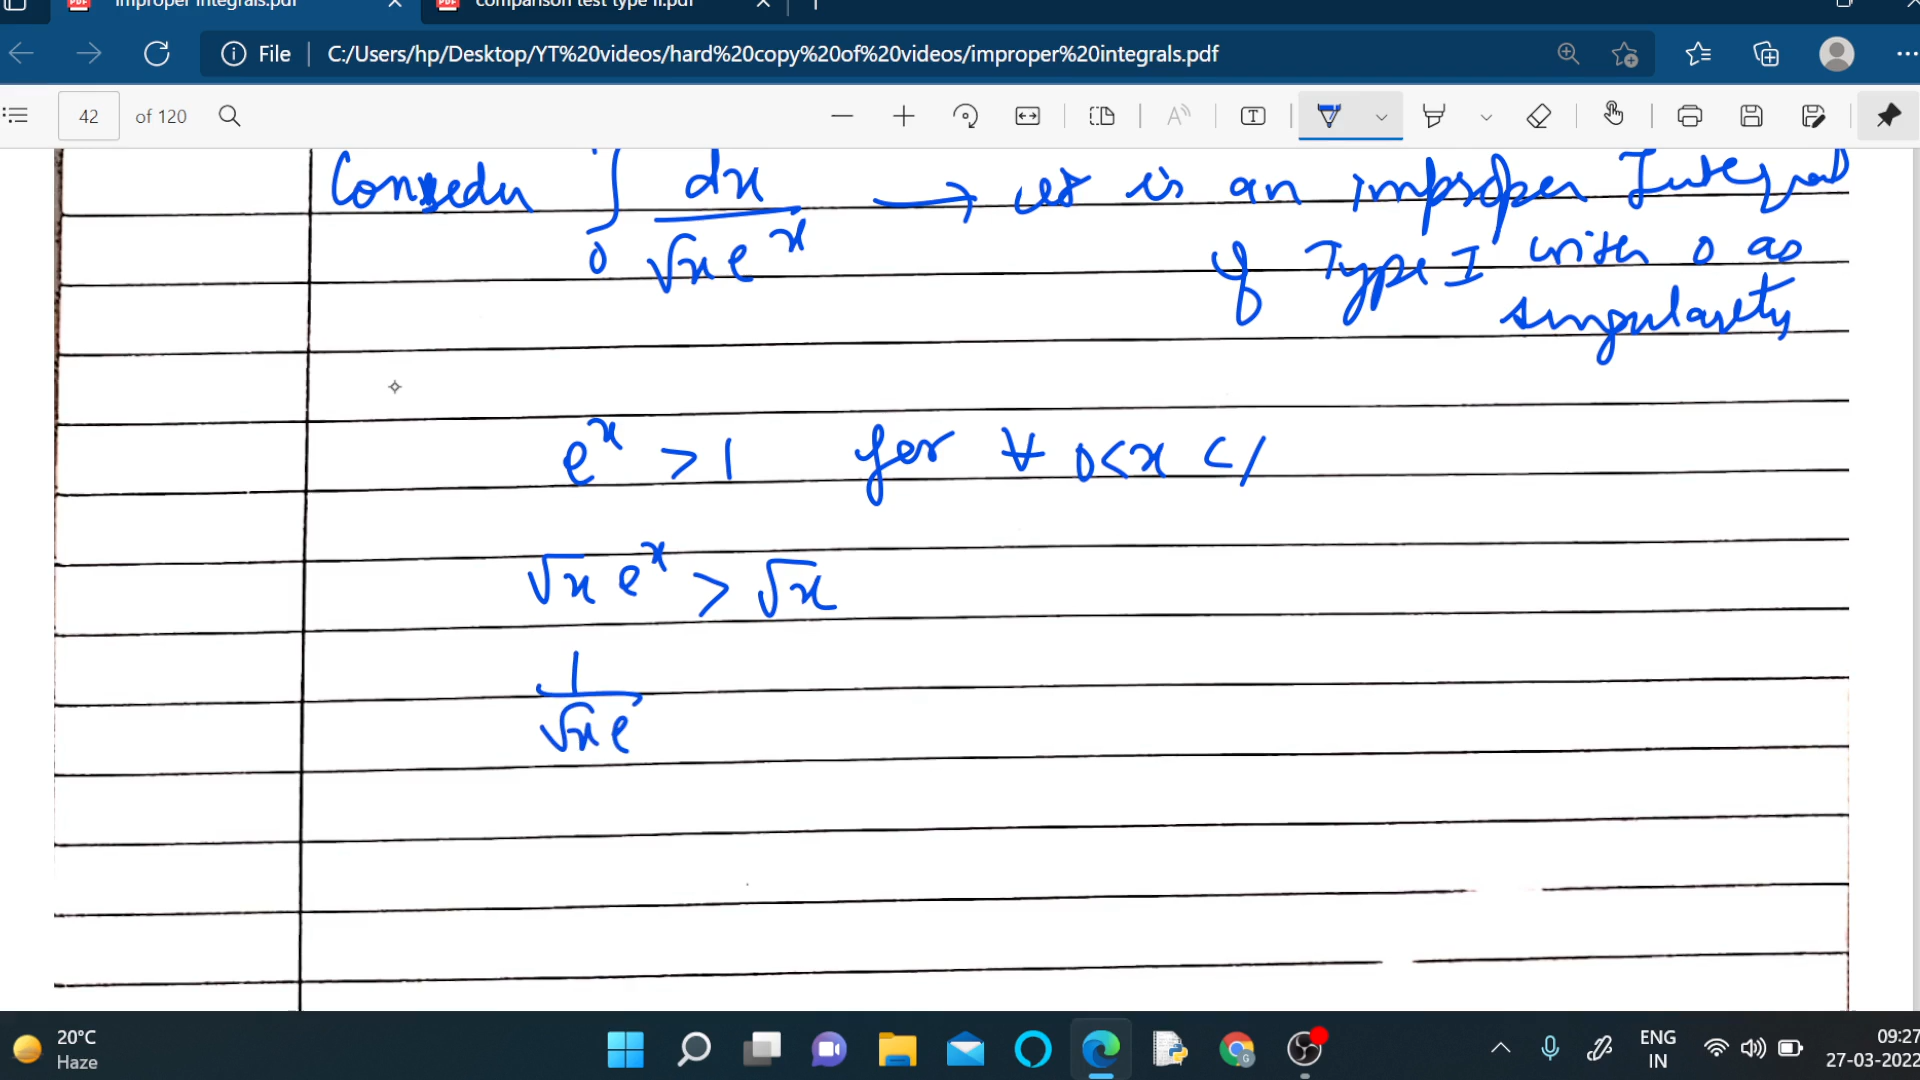 improper integrals.pdf
comparison test type II.pdf
File
C:/Users/hp/Desktop/YT%20videos/hard%20copy%20of%20videos/improper%20integrals.pdf
42 of 120
∫ dx
0 √x e^x
→ it is an improper Integral
of Type I with 0 as
singularity
e^x > 1 for ∀ 0<x<1
√x e^x > √x
1
√x e
20°C
Haze
ENG
IN
09:27
27-03-2022